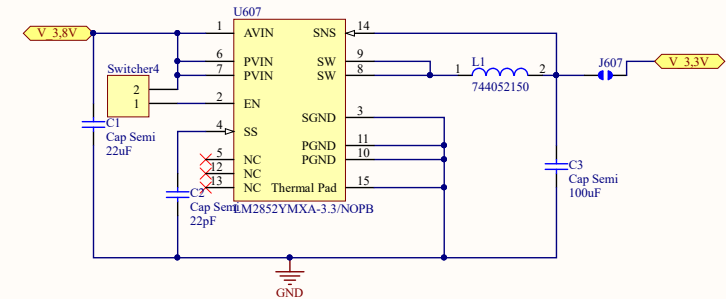 U607
V_3,8V
1
AVIN
SNS
14
6
PVIN
SW
9
7
PVIN
SW
8
L1
1
2
744052150
J607
V_3,3V
Switcher4
2
1
2
EN
SGND
3
4
SS
PGND
11
5
NC
PGND
10
12
NC
13
NC
Thermal Pad
15
C1
Cap Semi
22uF
C2
Cap Semi
22pF
LM2852YMXA-3.3/NOPB
C3
Cap Semi
100uF
GND